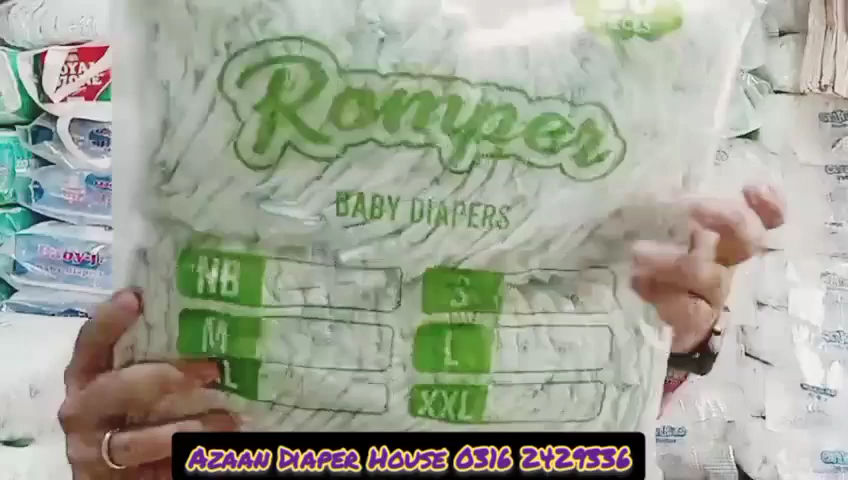 Romper
BABY DIAPERS
NB
S
M
L
L
XXL
AZAAN DIAPER HOUSE 0316 2429336